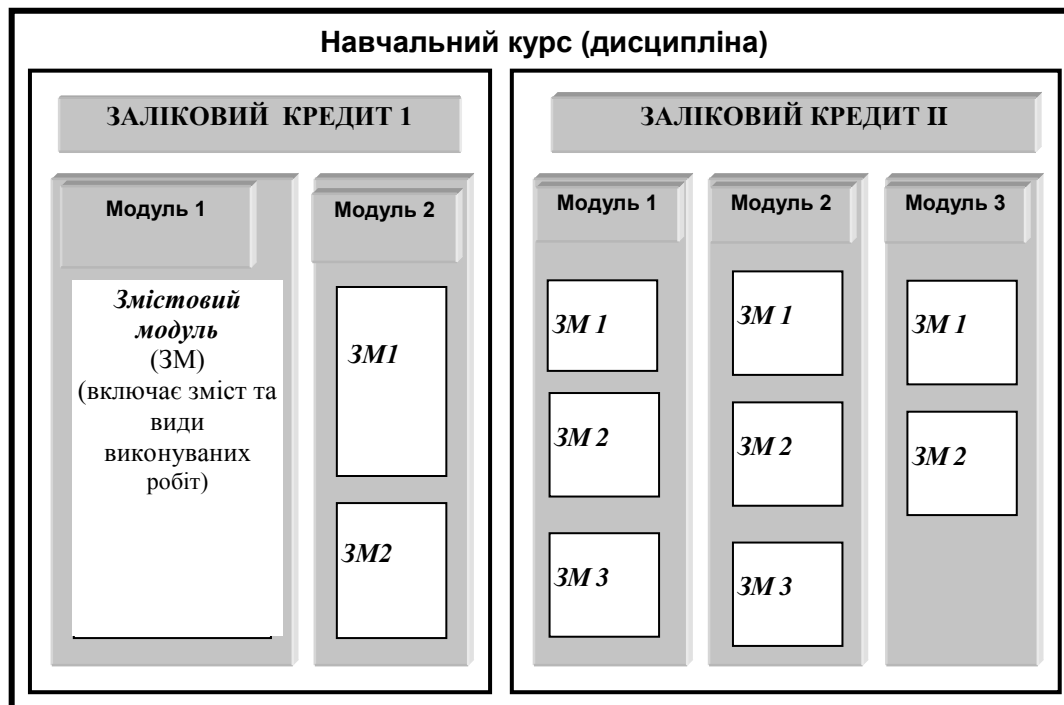 Навчальний курс (дисципліна)
ЗАЛІКОВИЙ КРЕДИТ 1
Модуль 1
Змістовий
модуль
(ЗМ)
(включає зміст та
види
виконуваних
робіт)
Модуль 2
ЗМ1
ЗМ2
ЗАЛІКОВИЙ КРЕДИТ ІІ
Модуль 1
ЗМ 1
ЗМ 2
ЗМ 3
Модуль 2
ЗМ 1
ЗМ 2
ЗМ 3
Модуль 3
ЗМ 1
ЗМ 2